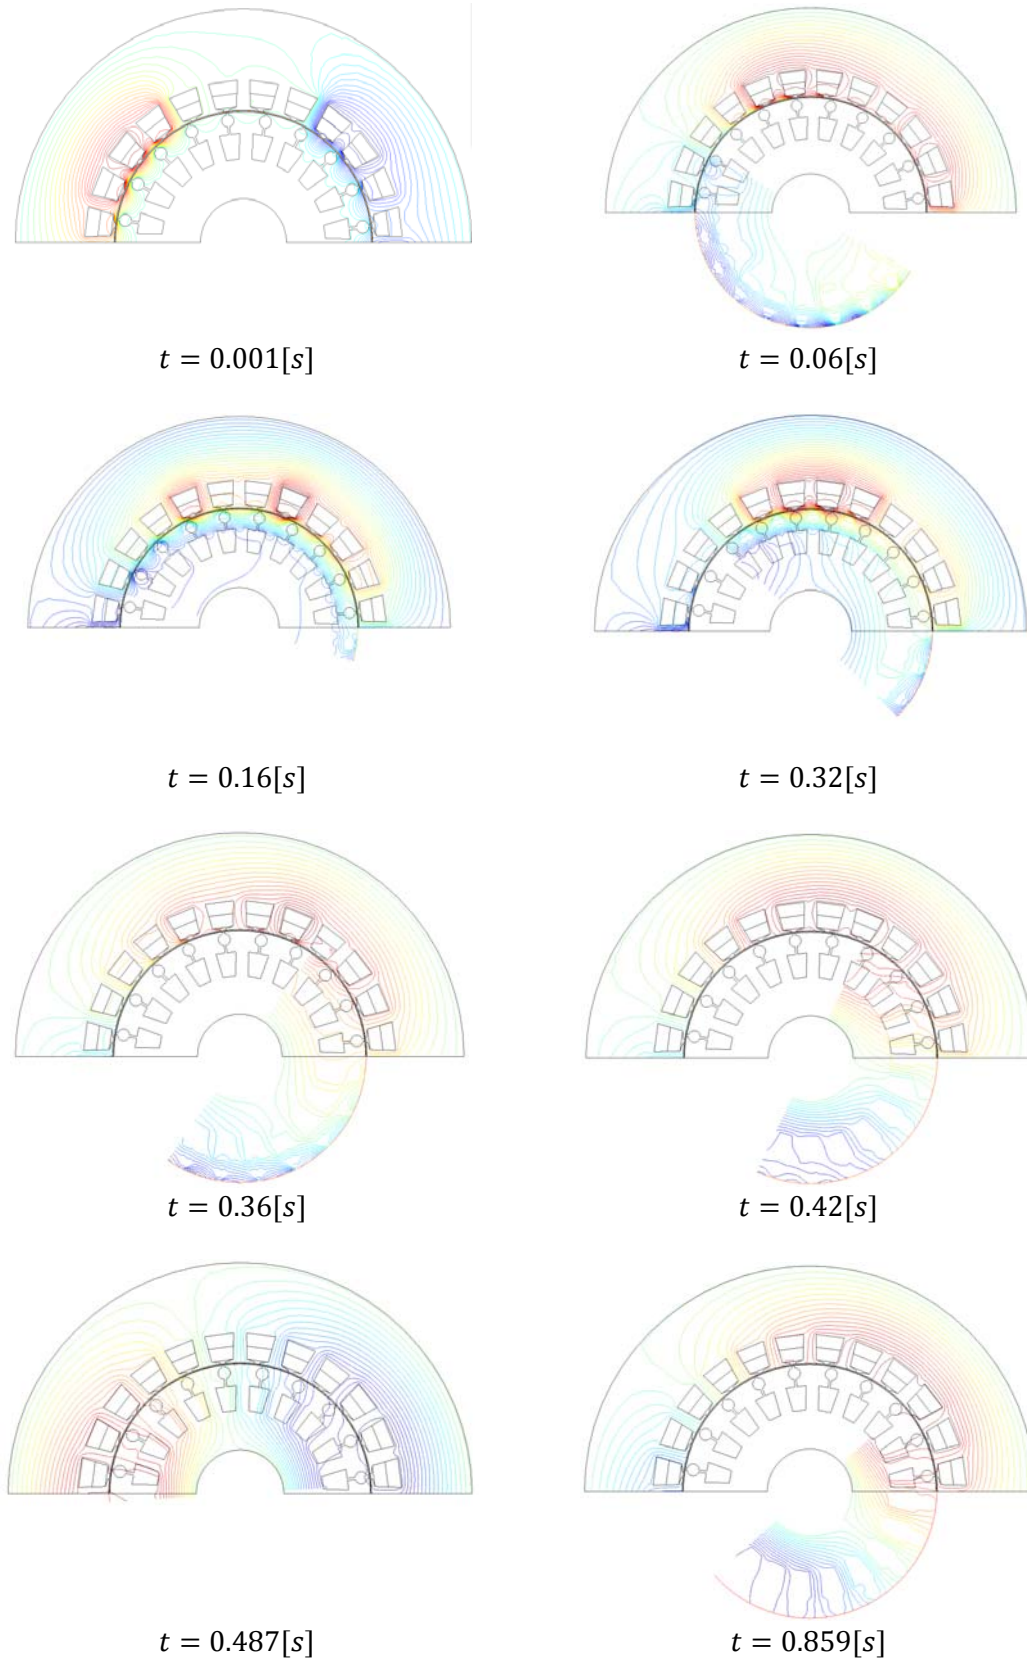 t = 0.001[s]
t = 0.06[s]
t = 0.16[s]
t = 0.32[s]
t = 0.36[s]
t = 0.42[s]
t = 0.487[s]
t = 0.859[s]